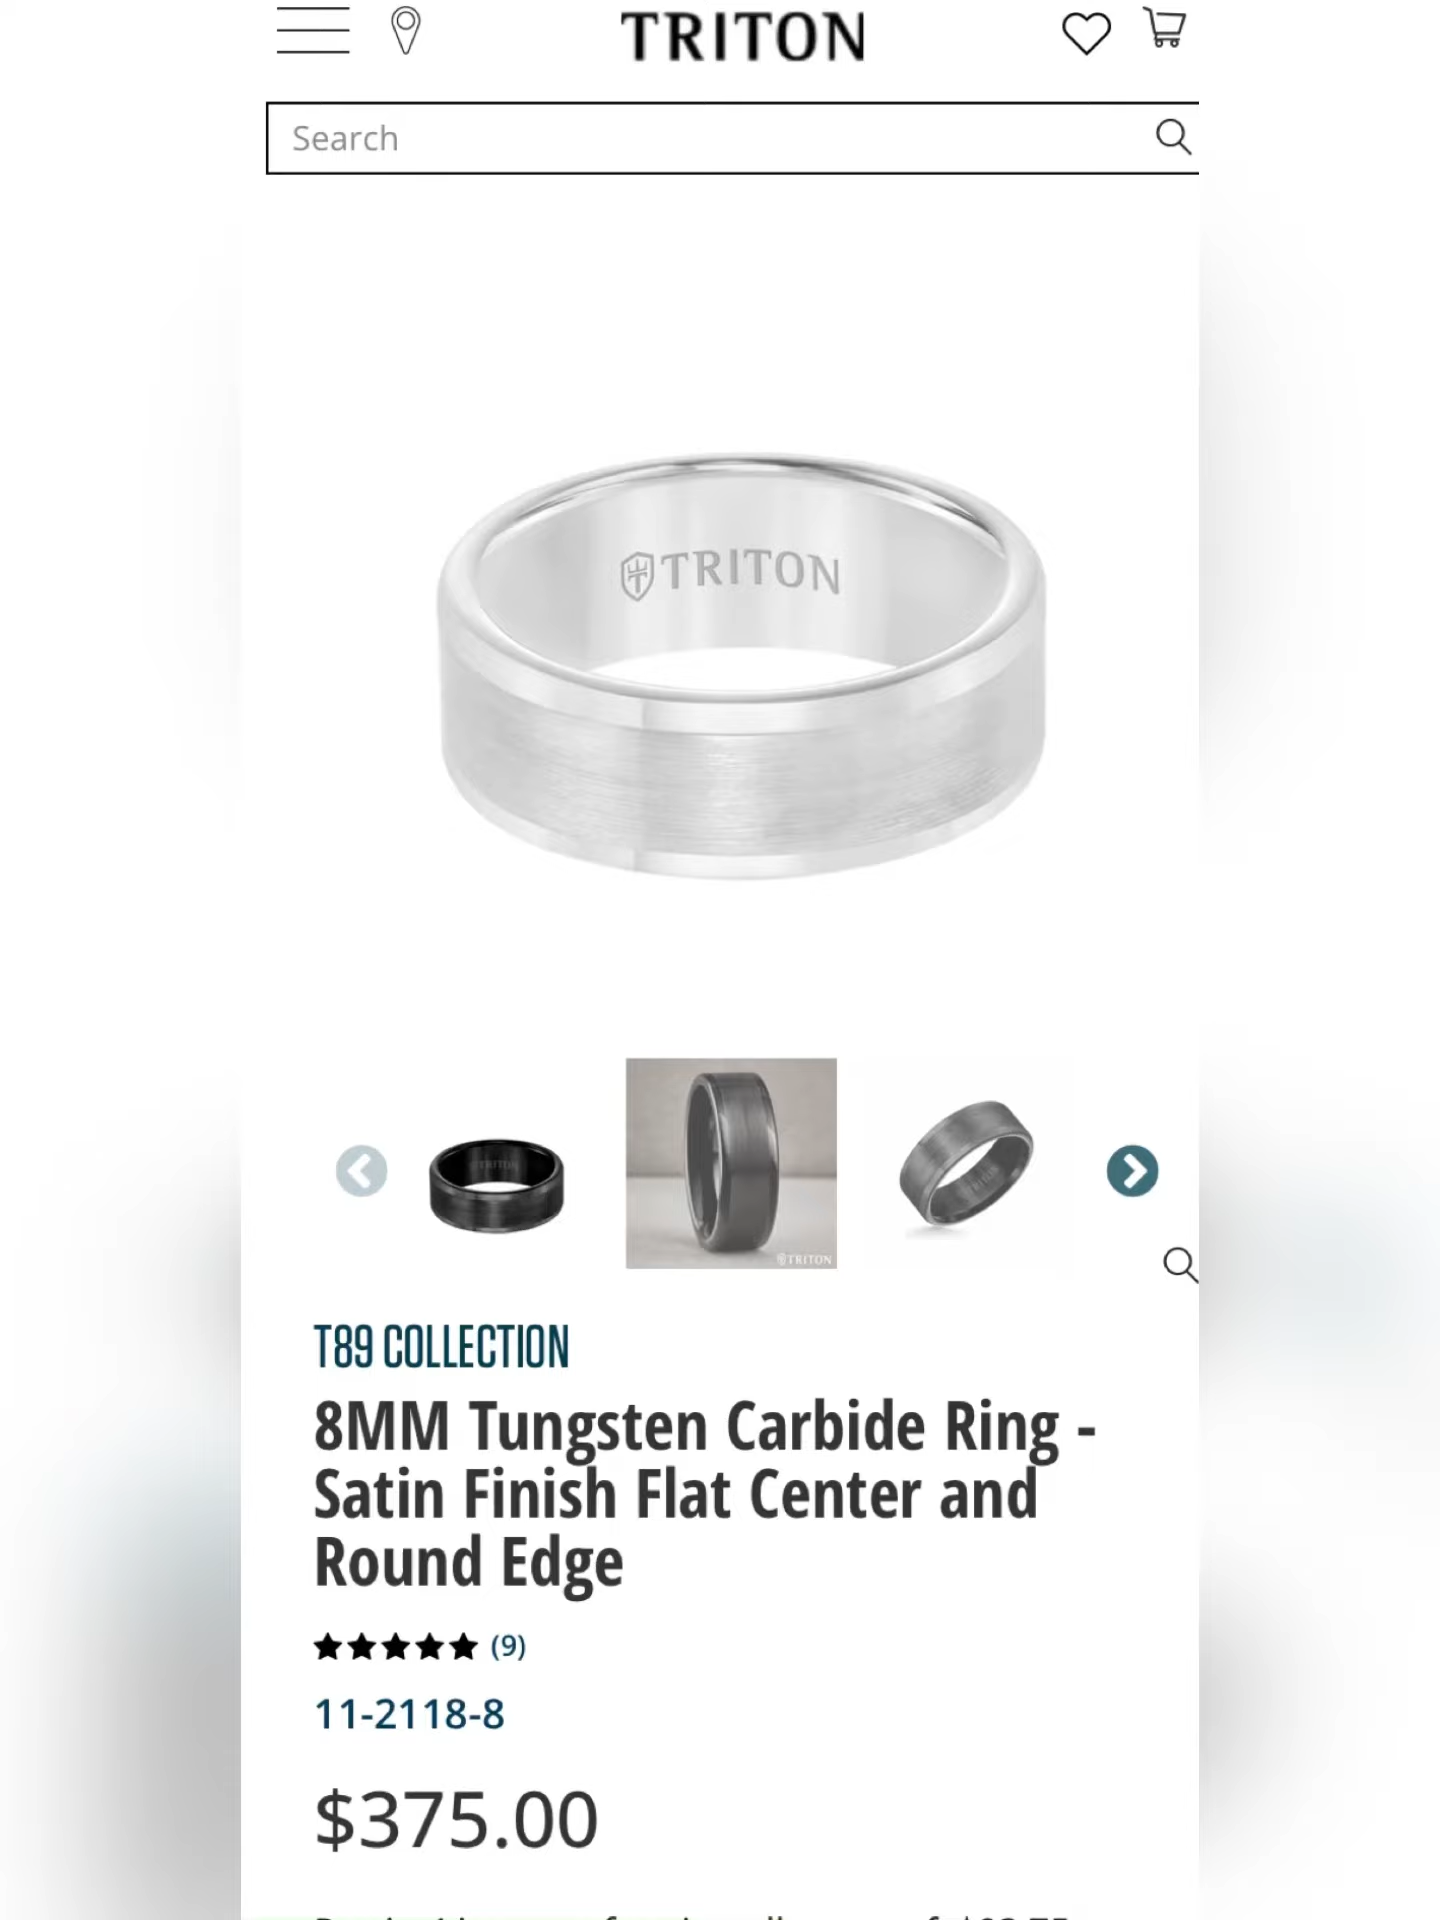 TRITON
Search
TRITON
TRITON
TRITON
T89 COLLECTION
8MM Tungsten Carbide Ring -
Satin Finish Flat Center and
Round Edge
(9)
11-2118-8
$375.00